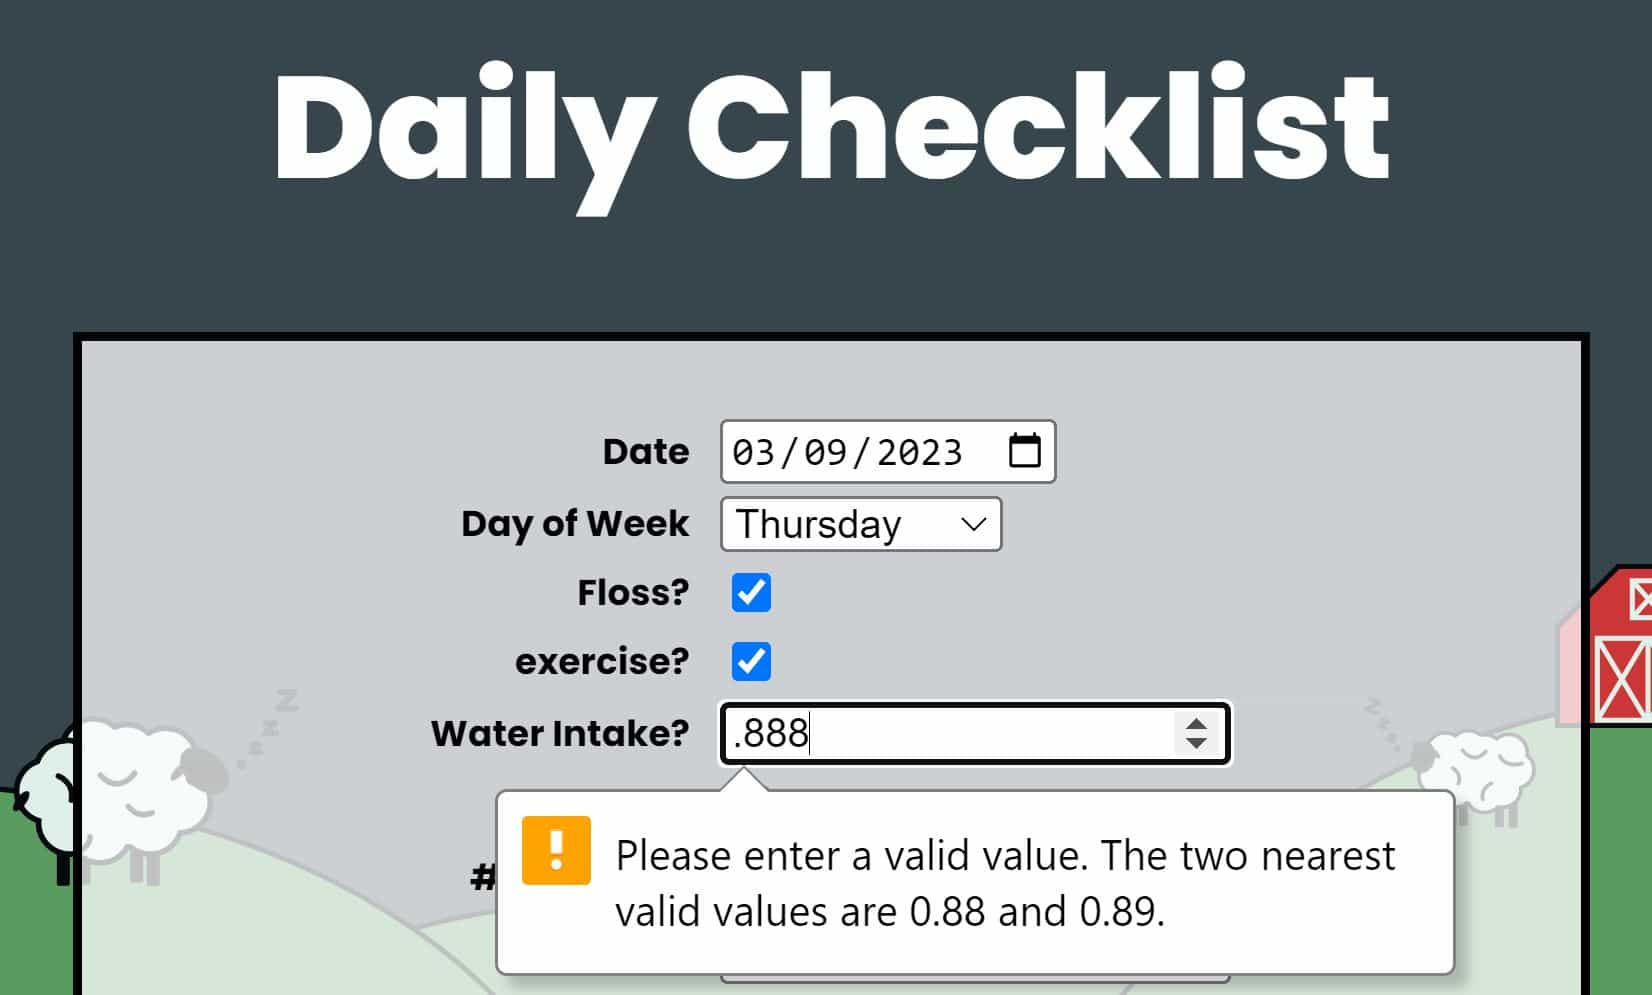 Daily Checklist
Date 03/09/2023
Day of Week Thursday
Floss?
exercise?
z z z z
Water Intake? .888
z z z z
#
Please enter a valid value. The two nearest
valid values are 0.88 and 0.89.